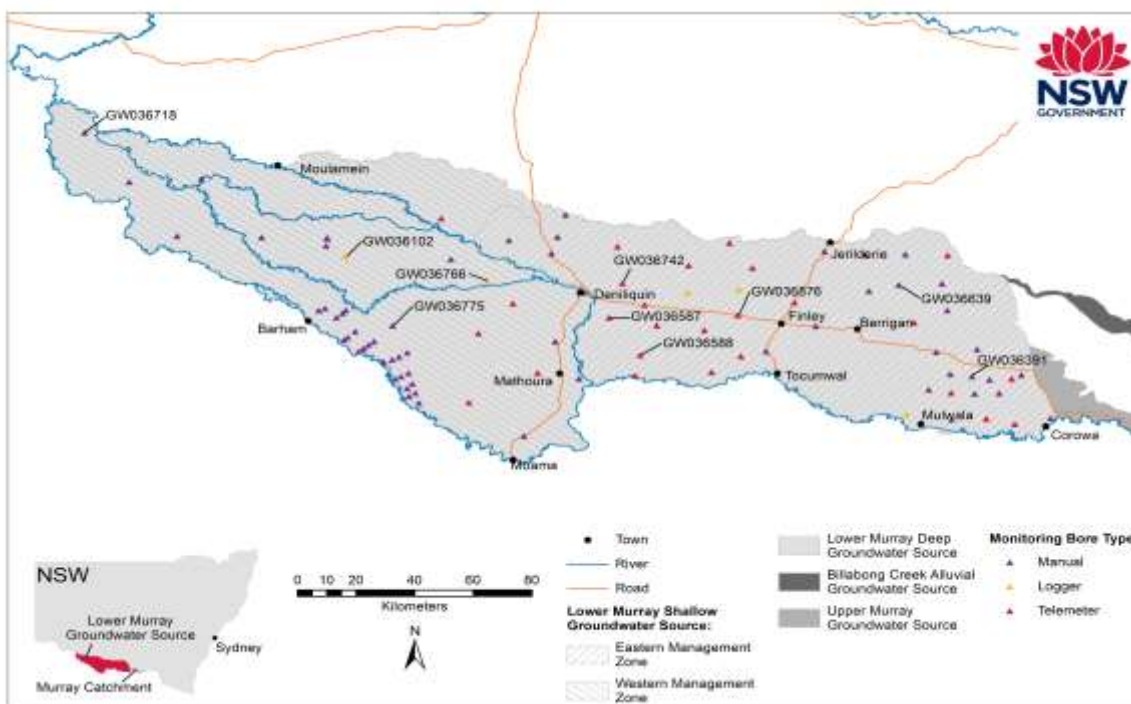 NSW
GOVERNMENT
GW036718
Moulamein
GW036102
GW036742
Jerilderie
GW036766
GW036775
Deniliquin
GW036876
GW036639
GW036587
Finley
Berrigan
Barham
GW036588
GW036391
Mathoura
Tocumwal
Mulwala
Corowa
Moama
NSW
Lower Murray
Groundwater Source
Sydney
Murray Catchment
0 10 20 40 60 80
Kilometers
N
Town
River
Road
Lower Murray Shallow
Groundwater Source:
Eastern Management
Zone
Western Management
Zone
Lower Murray Deep
Groundwater Source
Billabong Creek Alluvial
Groundwater Source
Upper Murray
Groundwater Source
Monitoring Bore Type
Manual
Logger
Telemeter